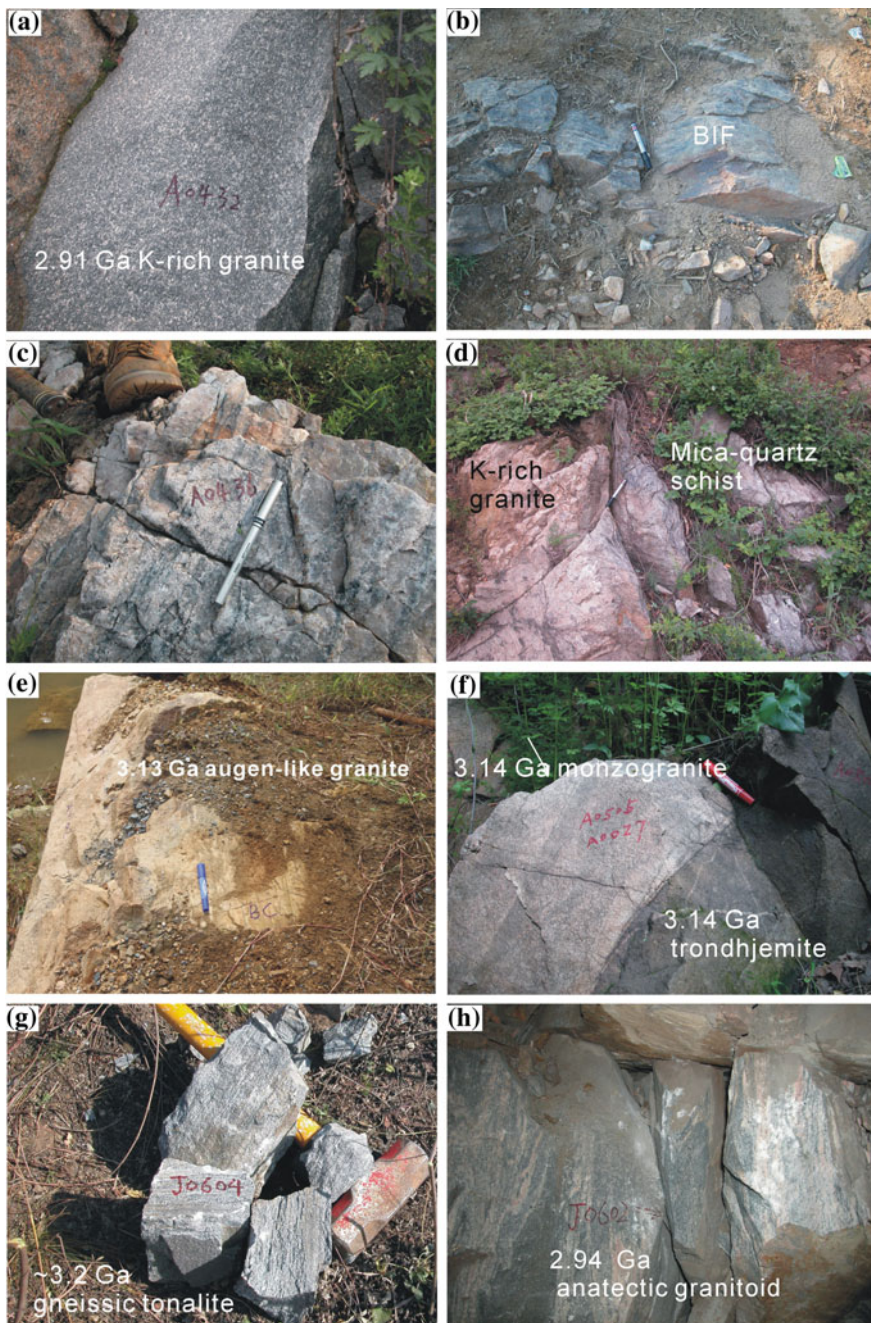 (a)
A0432
2.91 Ga K-rich granite
(b)
BIF
(c)
A0436
(d)
K-rich
granite
Mica-quartz
schist
(e)
3.13 Ga augen-like granite
BC
(f)
3.14 Ga monzogranite
A0505
A0027
3.14 Ga
trondhjemite
(g)
J0604
~3.2 Ga
gneissic tonalite
(h)
J0602
2.94 Ga
anatectic granitoid